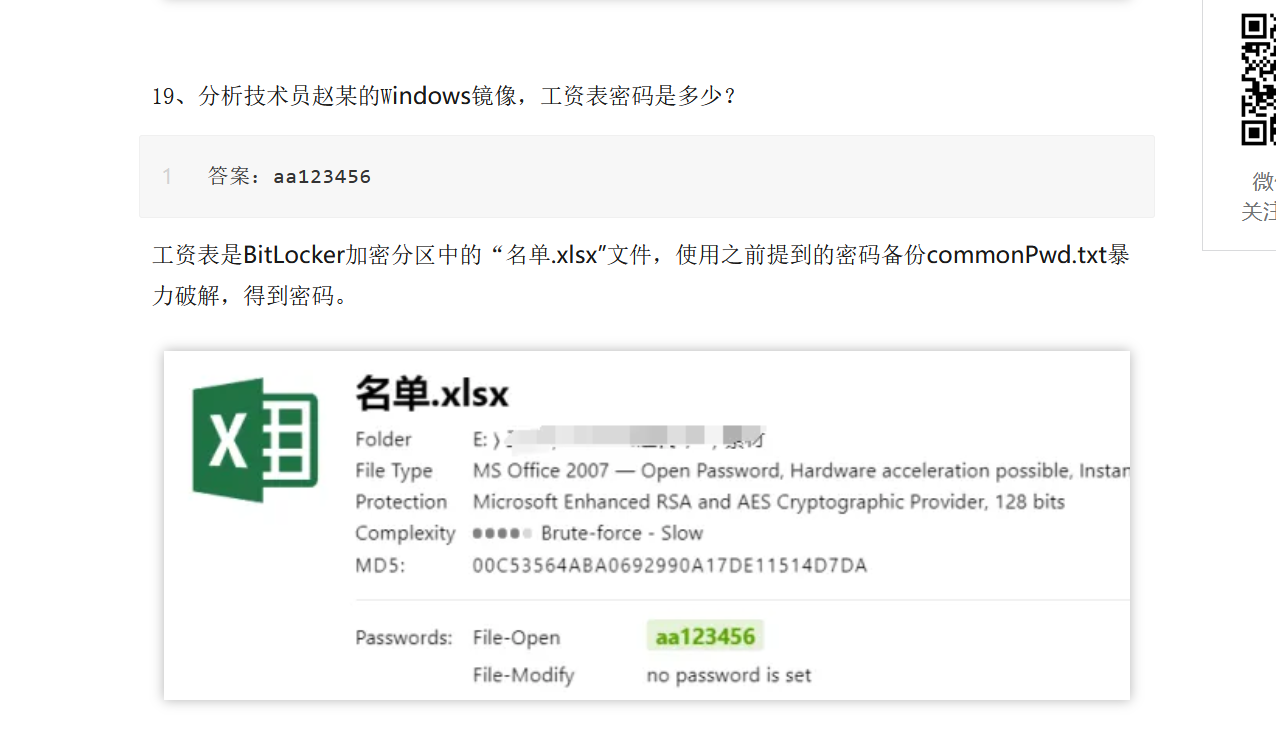 19、分析技术员赵某的Windows镜像，工资表密码是多少？
1 答案：aa123456
工资表是BitLocker加密分区中的“名单.xlsx”文件，使用之前提到的密码备份commonPwd.txt暴
力破解，得到密码。
名单.xlsx
Folder E: 〉
File Type MS Office 2007 — Open Password, Hardware acceleration possible, Instan
Protection Microsoft Enhanced RSA and AES Cryptographic Provider, 128 bits
Complexity Brute-force - Slow
MD5: 00C53564ABA0692990A17DE11514D7DA
Passwords: File-Open aa123456
File-Modify no password is set
微
关注